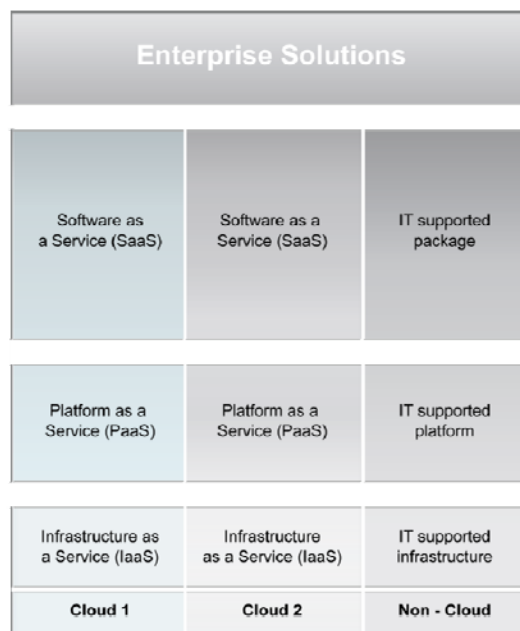 Enterprise Solutions
Software as
a Service (SaaS)
Software as a
Service (SaaS)
IT supported
package
Platform as a
Service (PaaS)
Platform as a
Service (PaaS)
IT supported
platform
Infrastructure as
a Service (IaaS)
Infrastructure
as a Service (IaaS)
IT supported
infrastructure
Cloud 1
Cloud 2
Non - Cloud